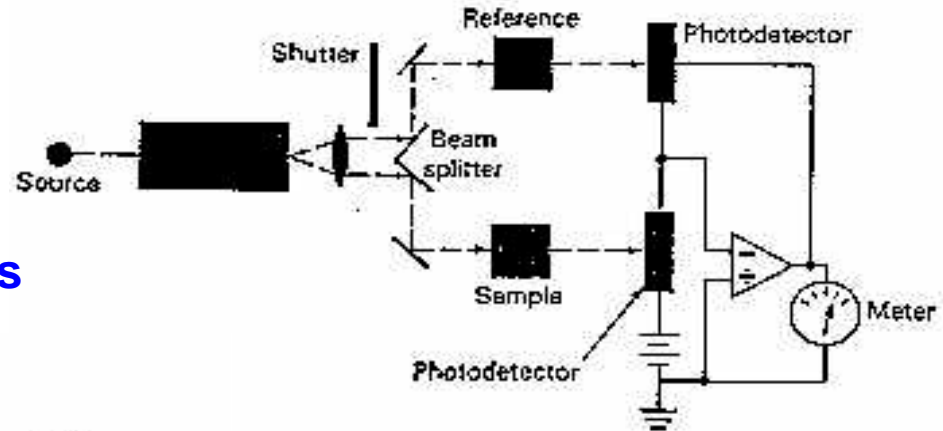 Reference
Photodetector
Shutter
Beam
splitter
Source
s
Sample
Meter
Photodetector